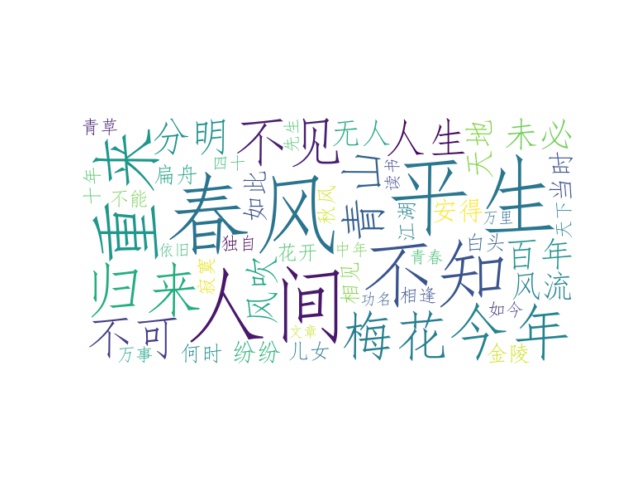 青草
分明
不见
无人
人生
天地
未必
先生
四十
重来
扁舟
十年
不能
如此
秋风
青山
读书
当时
春风
平生
江湖
安得
万里
天下
依旧
独自
花开
中年
青春
白头
百年
归来
寂寞
风吹
人间
相见
不知
风流
功名
相逢
如今
不可
文章
梅花
今年
万事
何时
纷纷
儿女
金陵